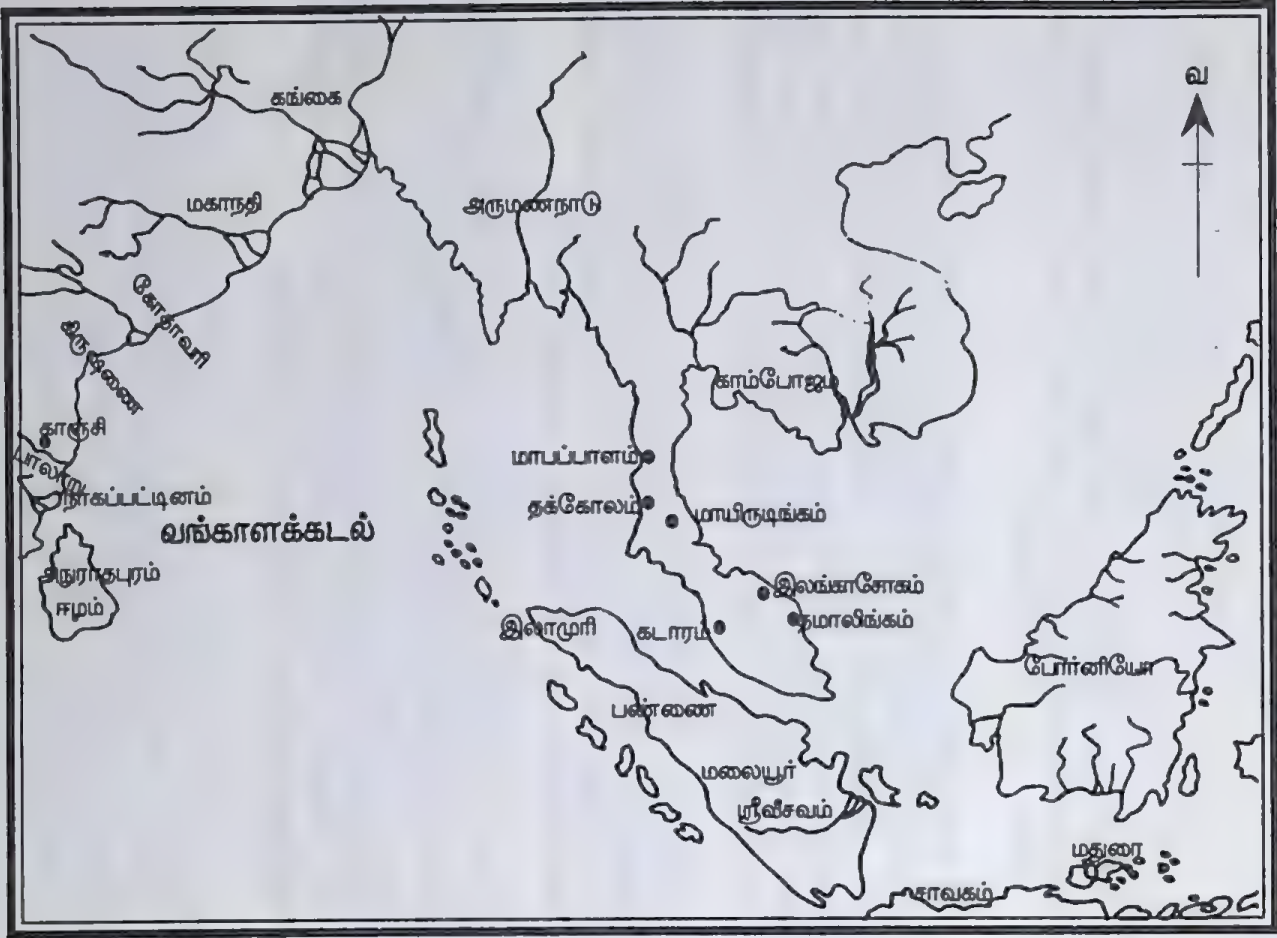 வ
கங்கை
மகாநதி
அருமணநாடு
கோதாவரி
கிருஷ்ணை
காம்போஜம்
காஞ்சி
பாலாறு
மாபப்பாளம்
நாகப்பட்டினம்
தக்கோலம்
மாயிருடிங்கம்
வங்காளக்கடல்
அநுராதபுரம்
இலங்காசோகம்
ஈழம்
இலாமுரி
கடாரம்
தமாலிங்கம்
போர்னியோ
பண்ணை
மலையூர்
ஸ்ரீவீசவம்
மதுரை
சாவகம்